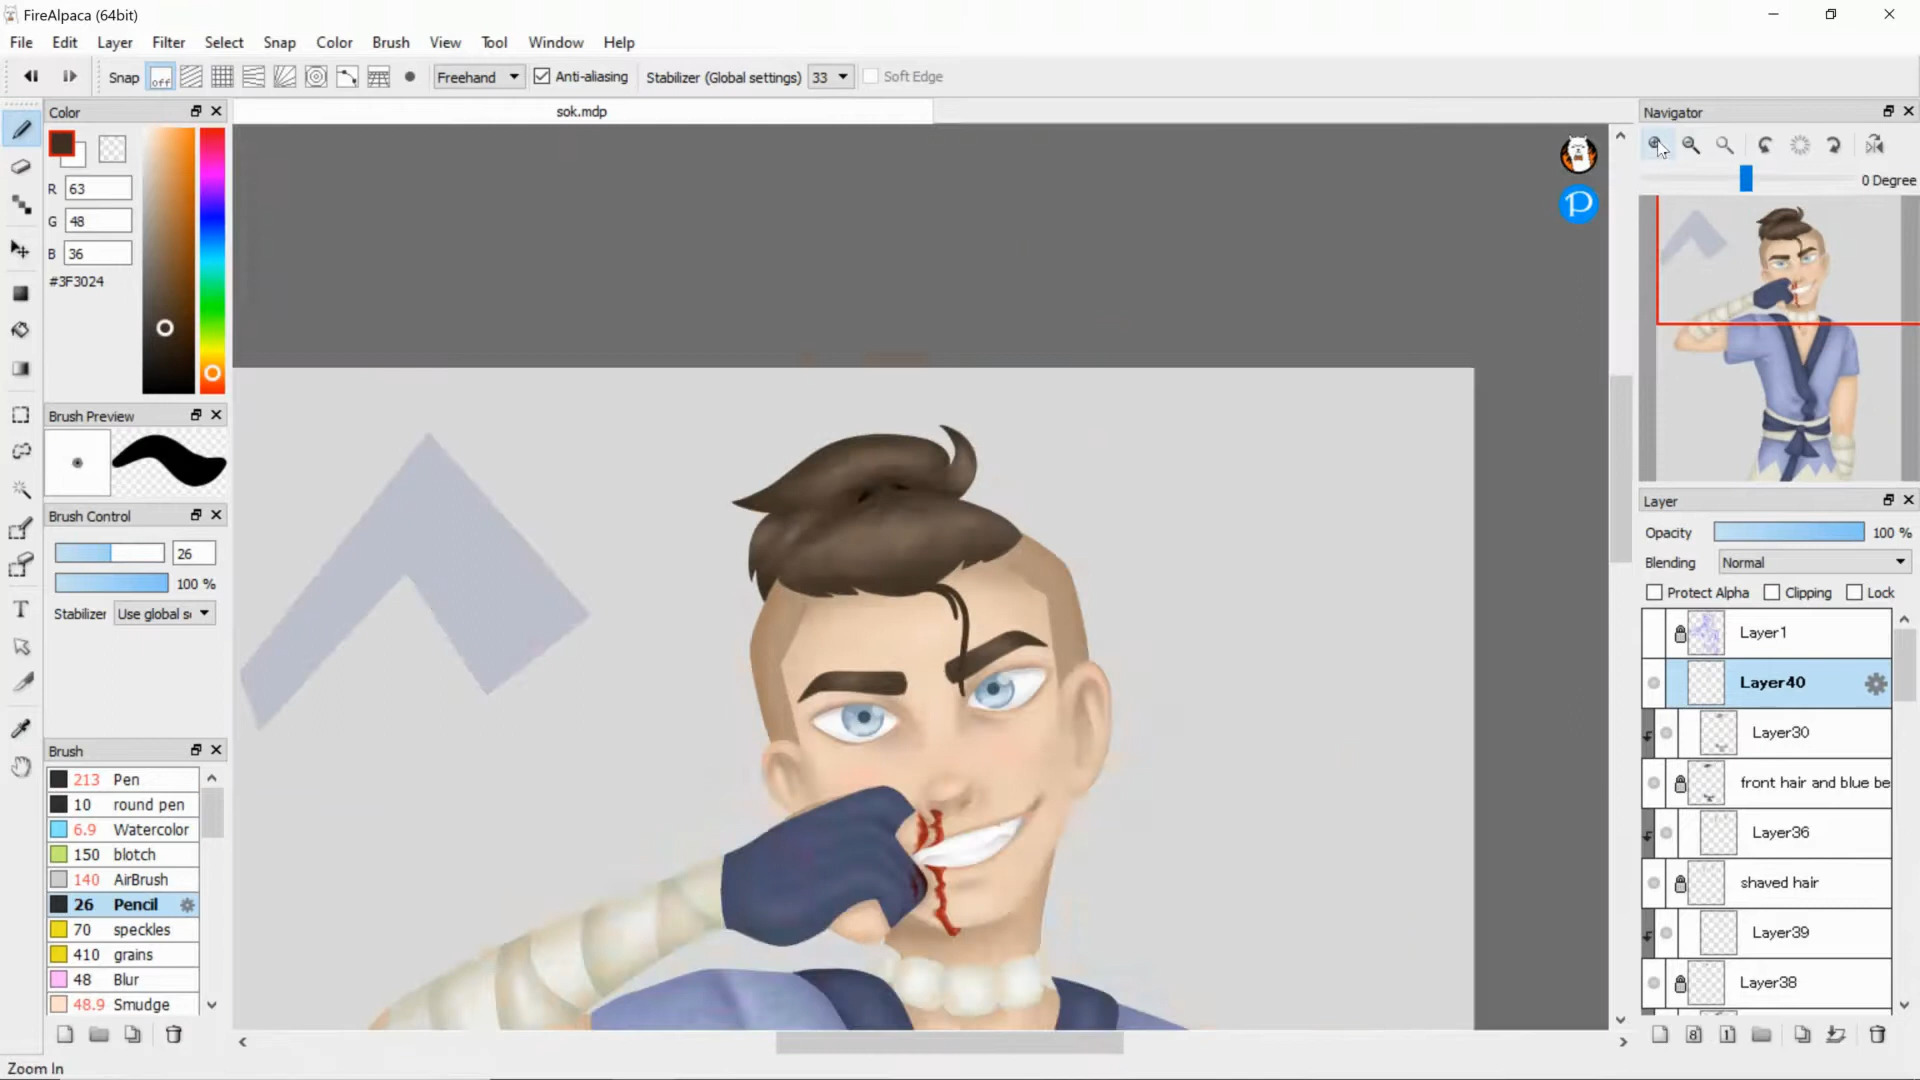 FireAlpaca (64bit)
File Edit Layer Filter Select Snap Color Brush View Tool Window Help
Snap off Freehand Anti-aliasing Stabilizer (Global settings) 33 Soft Edge
Color
sok.mdp
Navigator
R 63
G 48
B 36
#3F3024
0 Degree
Brush Preview
Brush Control
26
100 %
Stabilizer Use global s
Brush
213 Pen
10 round pen
6.9 Watercolor
150 blotch
140 AirBrush
26 Pencil
70 speckles
410 grains
48 Blur
48.9 Smudge
Layer
Opacity 100 %
Blending Normal
Protect Alpha Clipping Lock
Layer1
Layer40
Layer30
front hair and blue be
Layer36
shaved hair
Layer39
Layer38
8 1
P
Zoom In